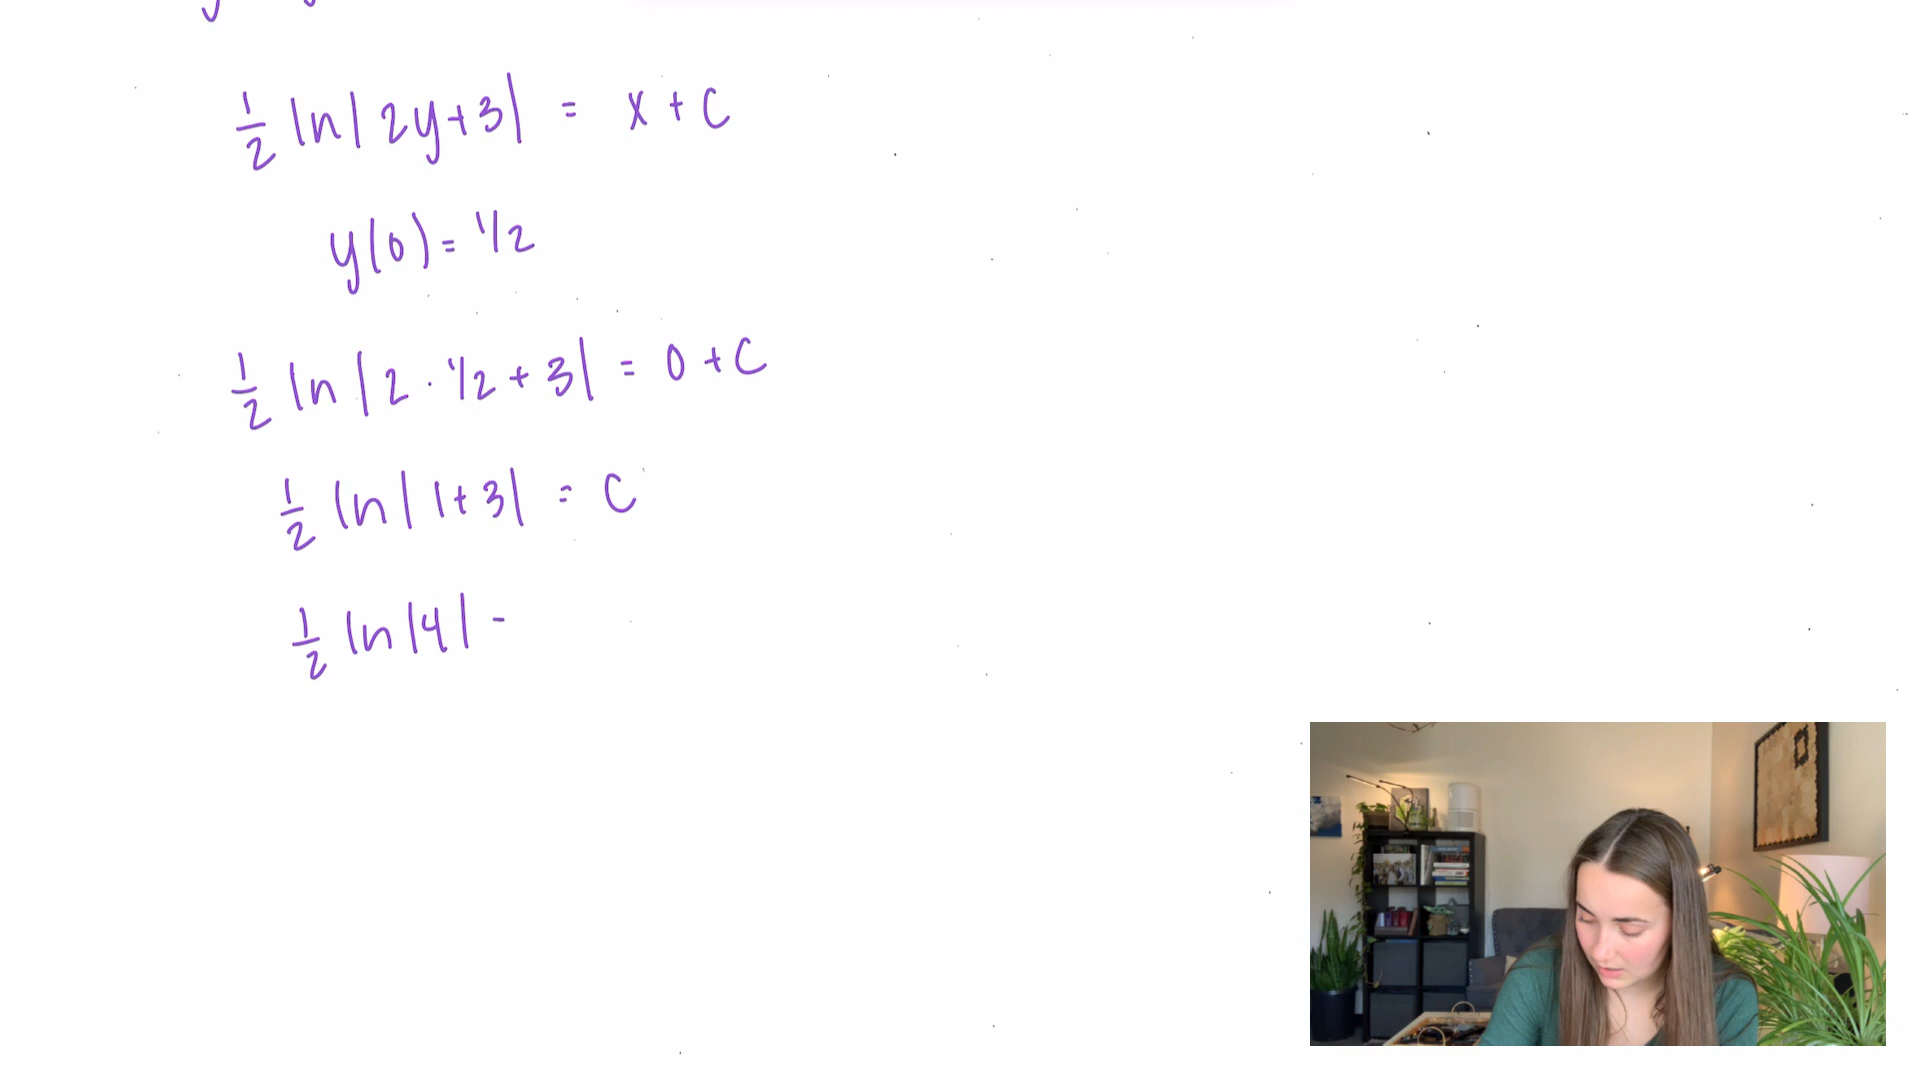 1/2 ln|2y+3| = x+C
y(0)=1/2
1/2 ln|2·1/2+3| = 0+C
1/2 ln|1+3| = C
1/2 ln|4| -